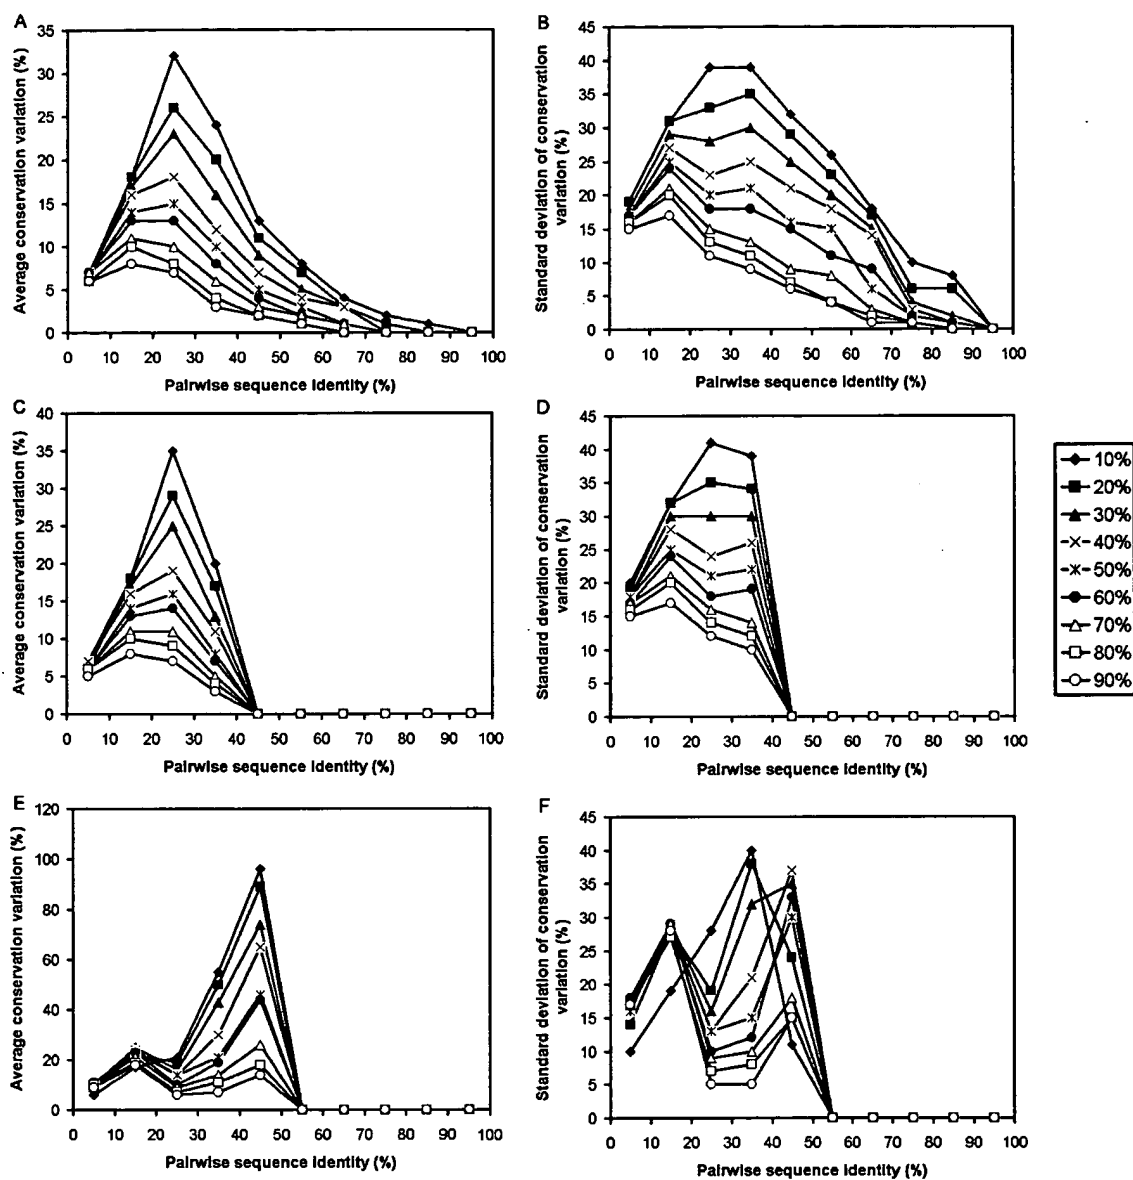 A
Average conservation variation (%)
35
30
25
20
15
10
5
0
0 10 20 30 40 50 60 70 80 90 100
Pairwise sequence identity (%)
B
Standard deviation of conservation
variation (%)
45
40
35
30
25
20
15
10
5
0
0 10 20 30 40 50 60 70 80 90 100
Pairwise sequence identity (%)
C
Average conservation variation (%)
40
35
30
25
20
15
10
5
0
0 10 20 30 40 50 60 70 80 90 100
Pairwise sequence identity (%)
D
Standard deviation of conservation
variation (%)
45
40
35
30
25
20
15
10
5
0
0 10 20 30 40 50 60 70 80 90 100
Pairwise sequence identity (%)
10%
20%
30%
40%
50%
60%
70%
80%
90%
E
Average conservation variation (%)
120
100
80
60
40
20
0
0 10 20 30 40 50 60 70 80 90 100
Pairwise sequence identity (%)
F
Standard deviation of conservation
variation (%)
45
40
35
30
25
20
15
10
5
0
0 10 20 30 40 50 60 70 80 90 100
Pairwise sequence identity (%)